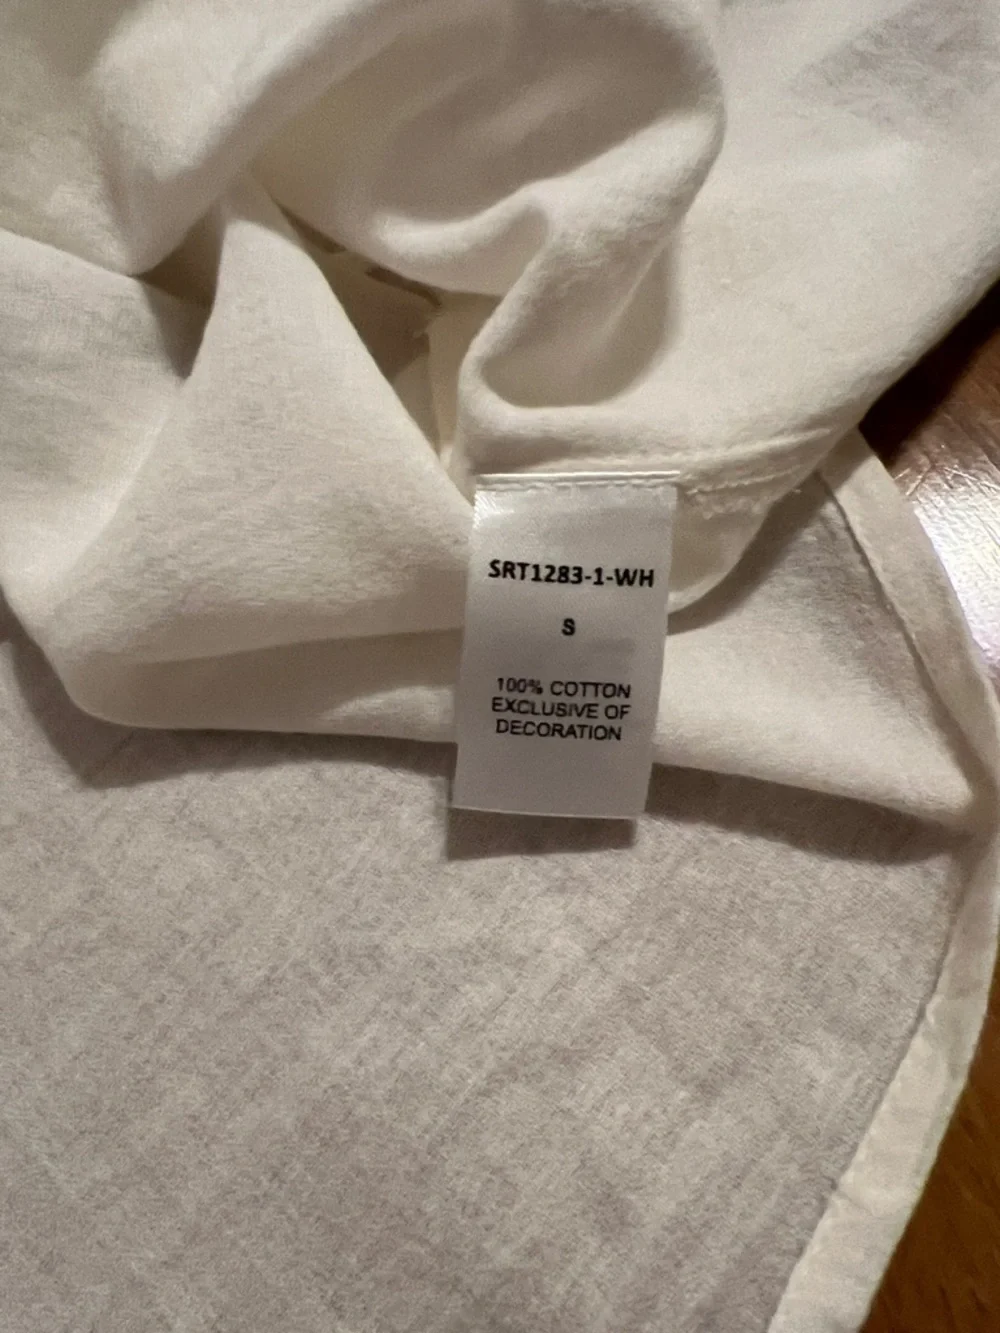 SRT1283-1-WH
S
100% COTTON
EXCLUSIVE OF
DECORATION